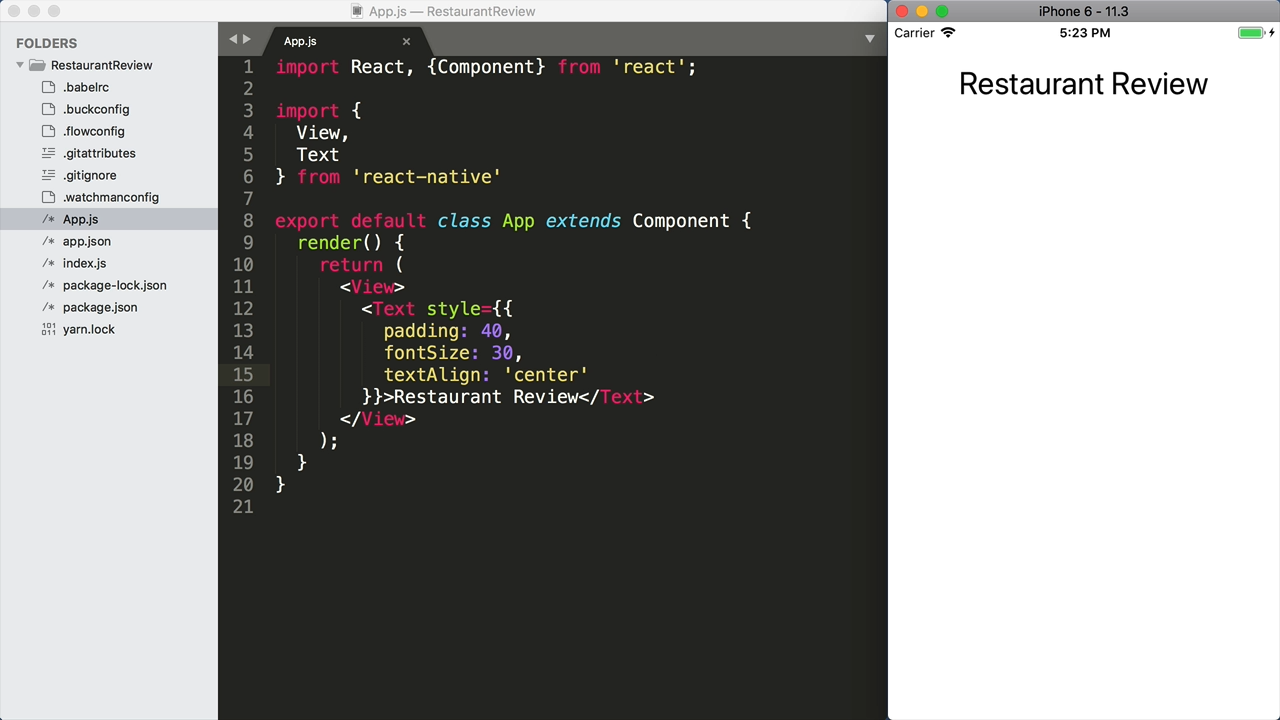 App.js — RestaurantReview
FOLDERS
RestaurantReview
.babelrc
.buckconfig
.flowconfig
.gitattributes
.gitignore
.watchmanconfig
/* App.js
/* app.json
/* index.js
/* package-lock.json
/* package.json
yarn.lock
App.js
1 import React, {Component} from 'react';
2
3 import {
4   View,
5   Text
6 } from 'react-native'
7
8 export default class App extends Component {
9   render() {
10     return (
11       <View>
12         <Text style={{
13           padding: 40,
14           fontSize: 30,
15           textAlign: 'center'
16         }}>Restaurant Review</Text>
17       </View>
18     );
19   }
20 }
21
iPhone 6 - 11.3
Carrier 5:23 PM
Restaurant Review